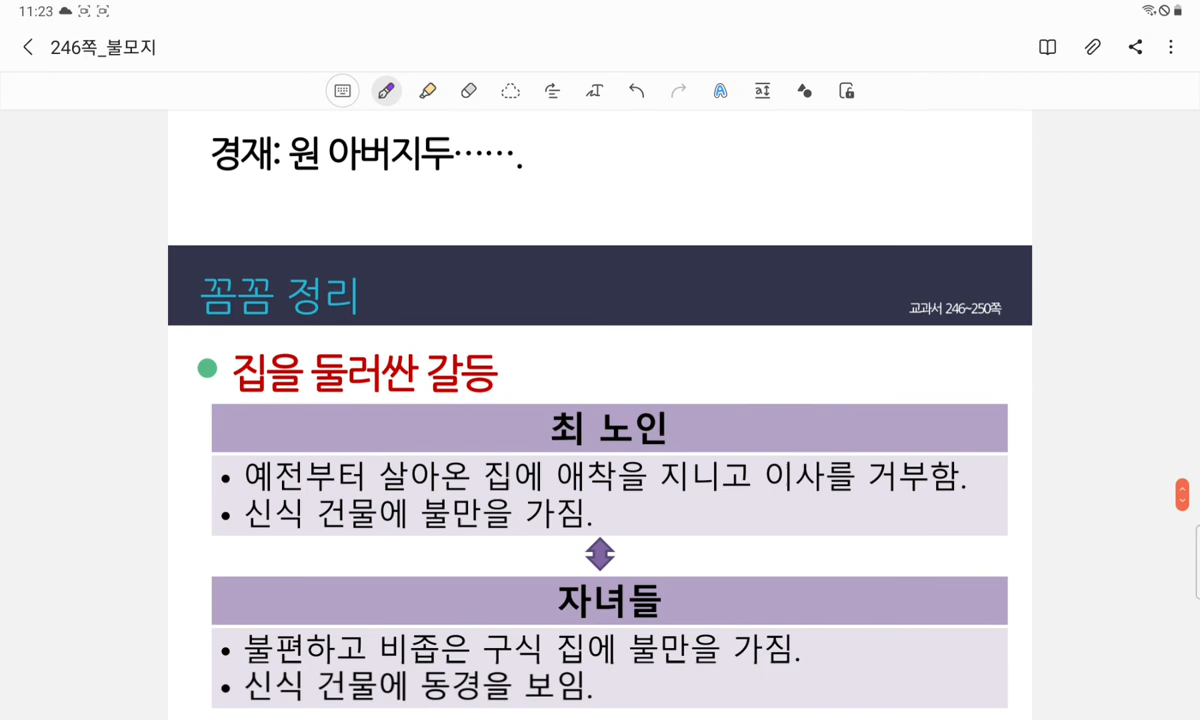 11:23
246쪽_불모지
경재: 원 아버지두…….
꼼꼼 정리
교과서 246~250쪽
집을 둘러싼 갈등
최 노인
• 예전부터 살아온 집에 애착을 지니고 이사를 거부함.
• 신식 건물에 불만을 가짐.
자녀들
• 불편하고 비좁은 구식 집에 불만을 가짐.
• 신식 건물에 동경을 보임.